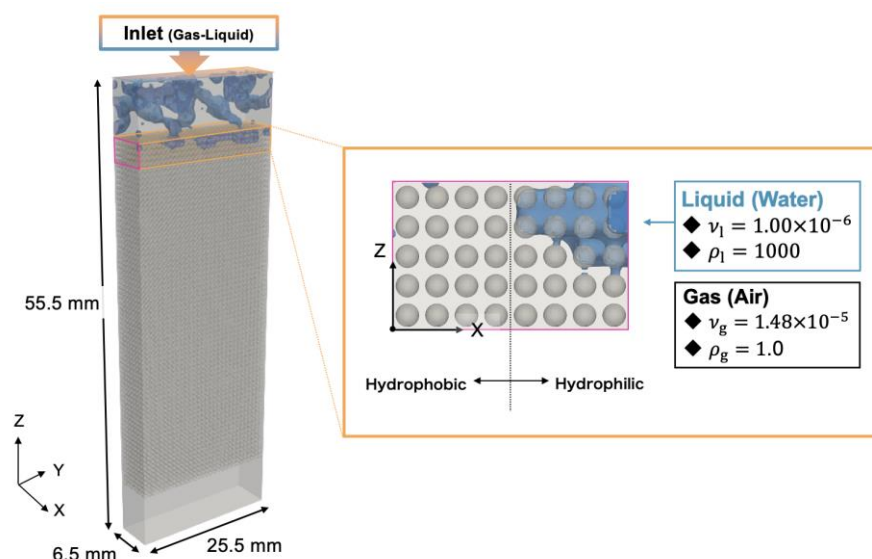 Inlet (Gas-Liquid)
55.5 mm
6.5 mm
25.5 mm
Z
Y
X
Z
X
Hydrophobic
Hydrophilic
Liquid (Water)
◆ ν_l = 1.00×10⁻⁶
◆ ρ_l = 1000
Gas (Air)
◆ ν_g = 1.48×10⁻⁵
◆ ρ_g = 1.0